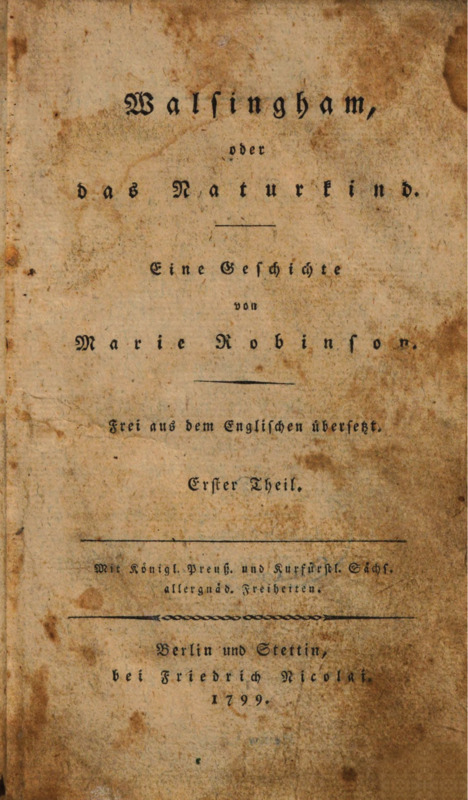 Walſingham,
oder
das Naturkind.
Eine Geſchichte
von
Marie Robinſon.
Frei aus dem Engliſchen überſetzt.
Erſter Theil.
Mit Königl. Preuß. und Kurfürſtl. Sächſ.
allergnäd. Freiheiten.
Berlin und Stettin,
bei Friedrich Nicolai.
1799.